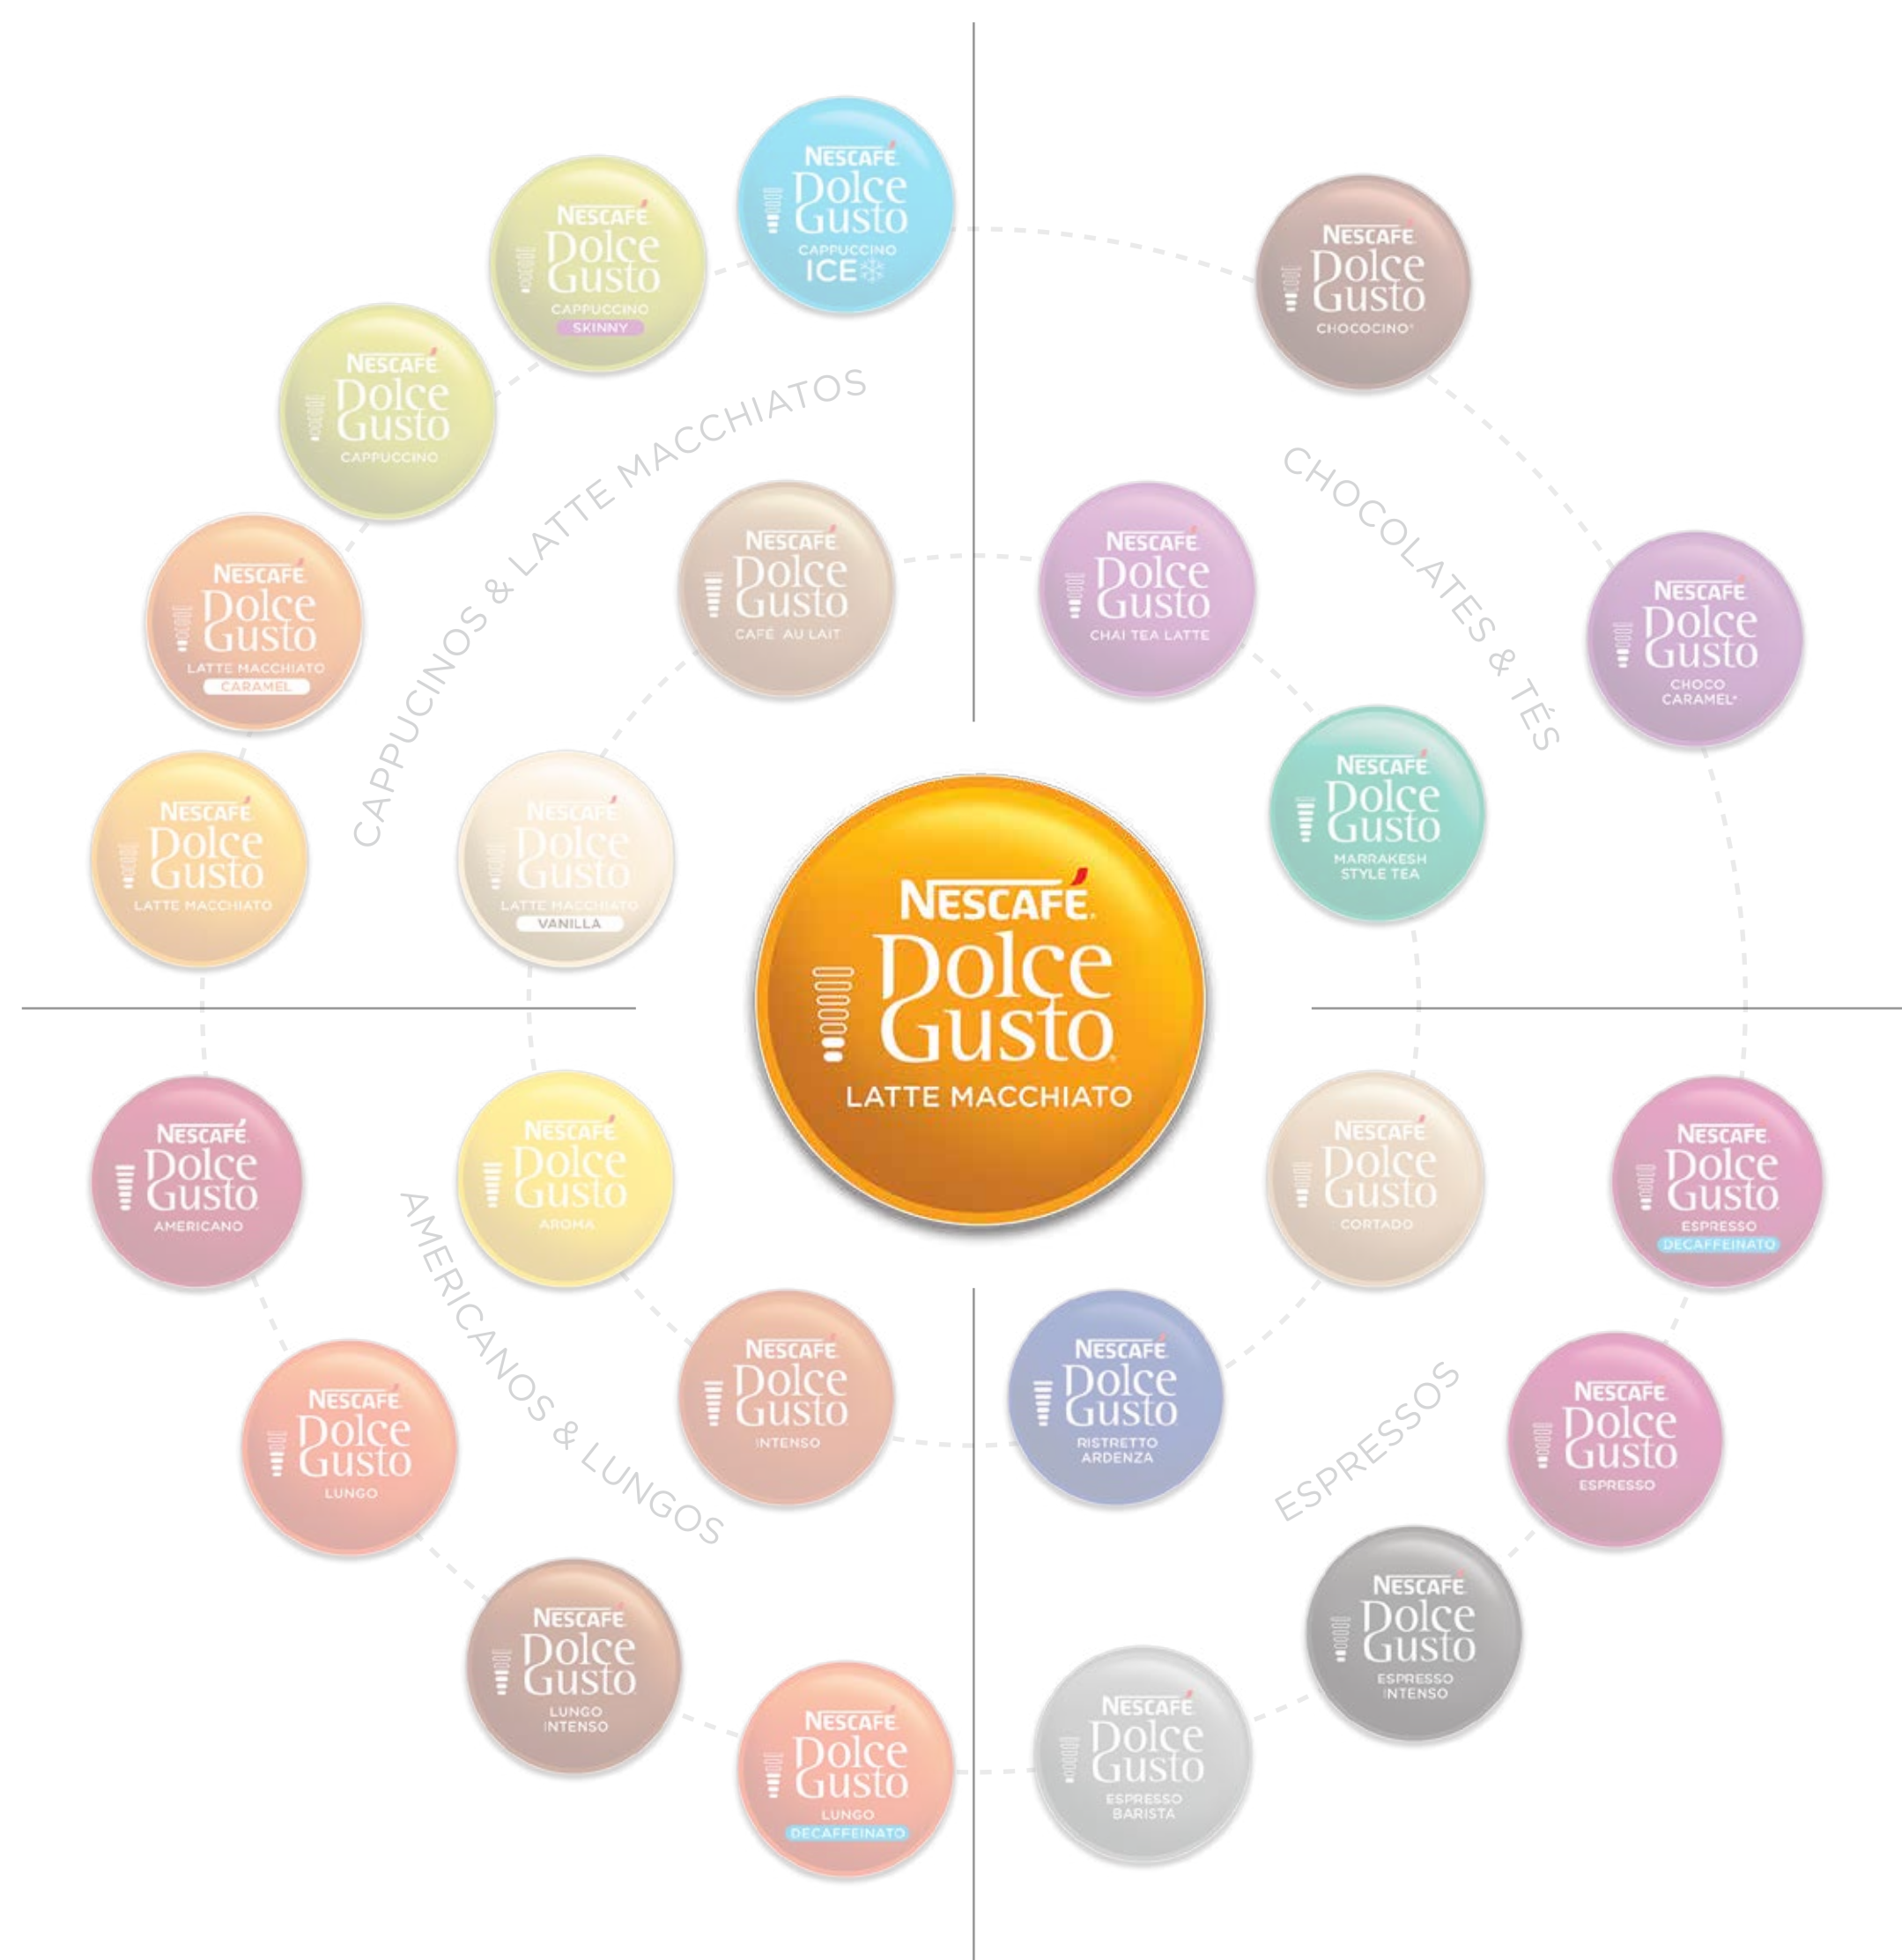 NESCAFÉ
Dolce
Gusto
CAPPUCCINO
ICE
NESCAFÉ
Dolce
Gusto
CAPPUCCINO
SKINNY
NESCAFÉ
Dolce
Gusto
CAPPUCCINO
NESCAFÉ
Dolce
Gusto
LATTE MACCHIATO
CARAMEL
NESCAFÉ
Dolce
Gusto
LATTE MACCHIATO
CAPPUCINOS & LATTE MACCHIATOS
NESCAFÉ
Dolce
Gusto
CAFÉ AU LAIT
NESCAFÉ
Dolce
Gusto
LATTE MACCHIATO
VANILLA
NESCAFÉ
Dolce
Gusto
CHOCOCINO*
NESCAFÉ
Dolce
Gusto
CHOCO
CARAMEL*
CHOCOLATES & TÉS
NESCAFÉ
Dolce
Gusto
CHAI TEA LATTE
NESCAFÉ
Dolce
Gusto
MARRAKESH
STYLE TEA
NESCAFÉ.
Dolce
Gusto®
LATTE MACCHIATO
NESCAFÉ
Dolce
Gusto
AMERICANO
NESCAFÉ
Dolce
Gusto
AROMA
NESCAFÉ
Dolce
Gusto
INTENSO
AMERICANOS & LUNGOS
NESCAFÉ
Dolce
Gusto
LUNGO
NESCAFÉ
Dolce
Gusto
LUNGO
INTENSO
NESCAFÉ
Dolce
Gusto
LUNGO
DECAFFEINATO
NESCAFÉ
Dolce
Gusto
CORTADO
NESCAFÉ
Dolce
Gusto
ESPRESSO
DECAFFEINATO
NESCAFÉ
Dolce
Gusto
RISTRETTO
ARDENZA
ESPRESSOS
NESCAFÉ
Dolce
Gusto
ESPRESSO
NESCAFÉ
Dolce
Gusto
ESPRESSO
INTENSO
NESCAFÉ
Dolce
Gusto
ESPRESSO
BARISTA